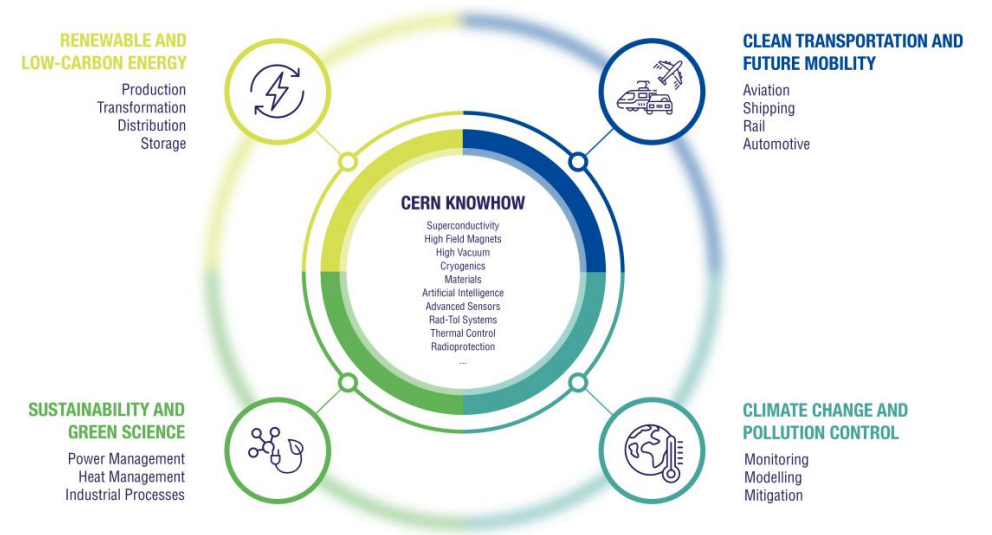 RENEWABLE AND
LOW-CARBON ENERGY
Production
Transformation
Distribution
Storage
CLEAN TRANSPORTATION AND
FUTURE MOBILITY
Aviation
Shipping
Rail
Automotive
CERN KNOWHOW
Superconductivity
High Field Magnets
High Vacuum
Cryogenics
Materials
Artificial Intelligence
Advanced Sensors
Rad-Tol Systems
Thermal Control
Radioprotection
...
SUSTAINABILITY AND
GREEN SCIENCE
Power Management
Heat Management
Industrial Processes
CLIMATE CHANGE AND
POLLUTION CONTROL
Monitoring
Modelling
Mitigation